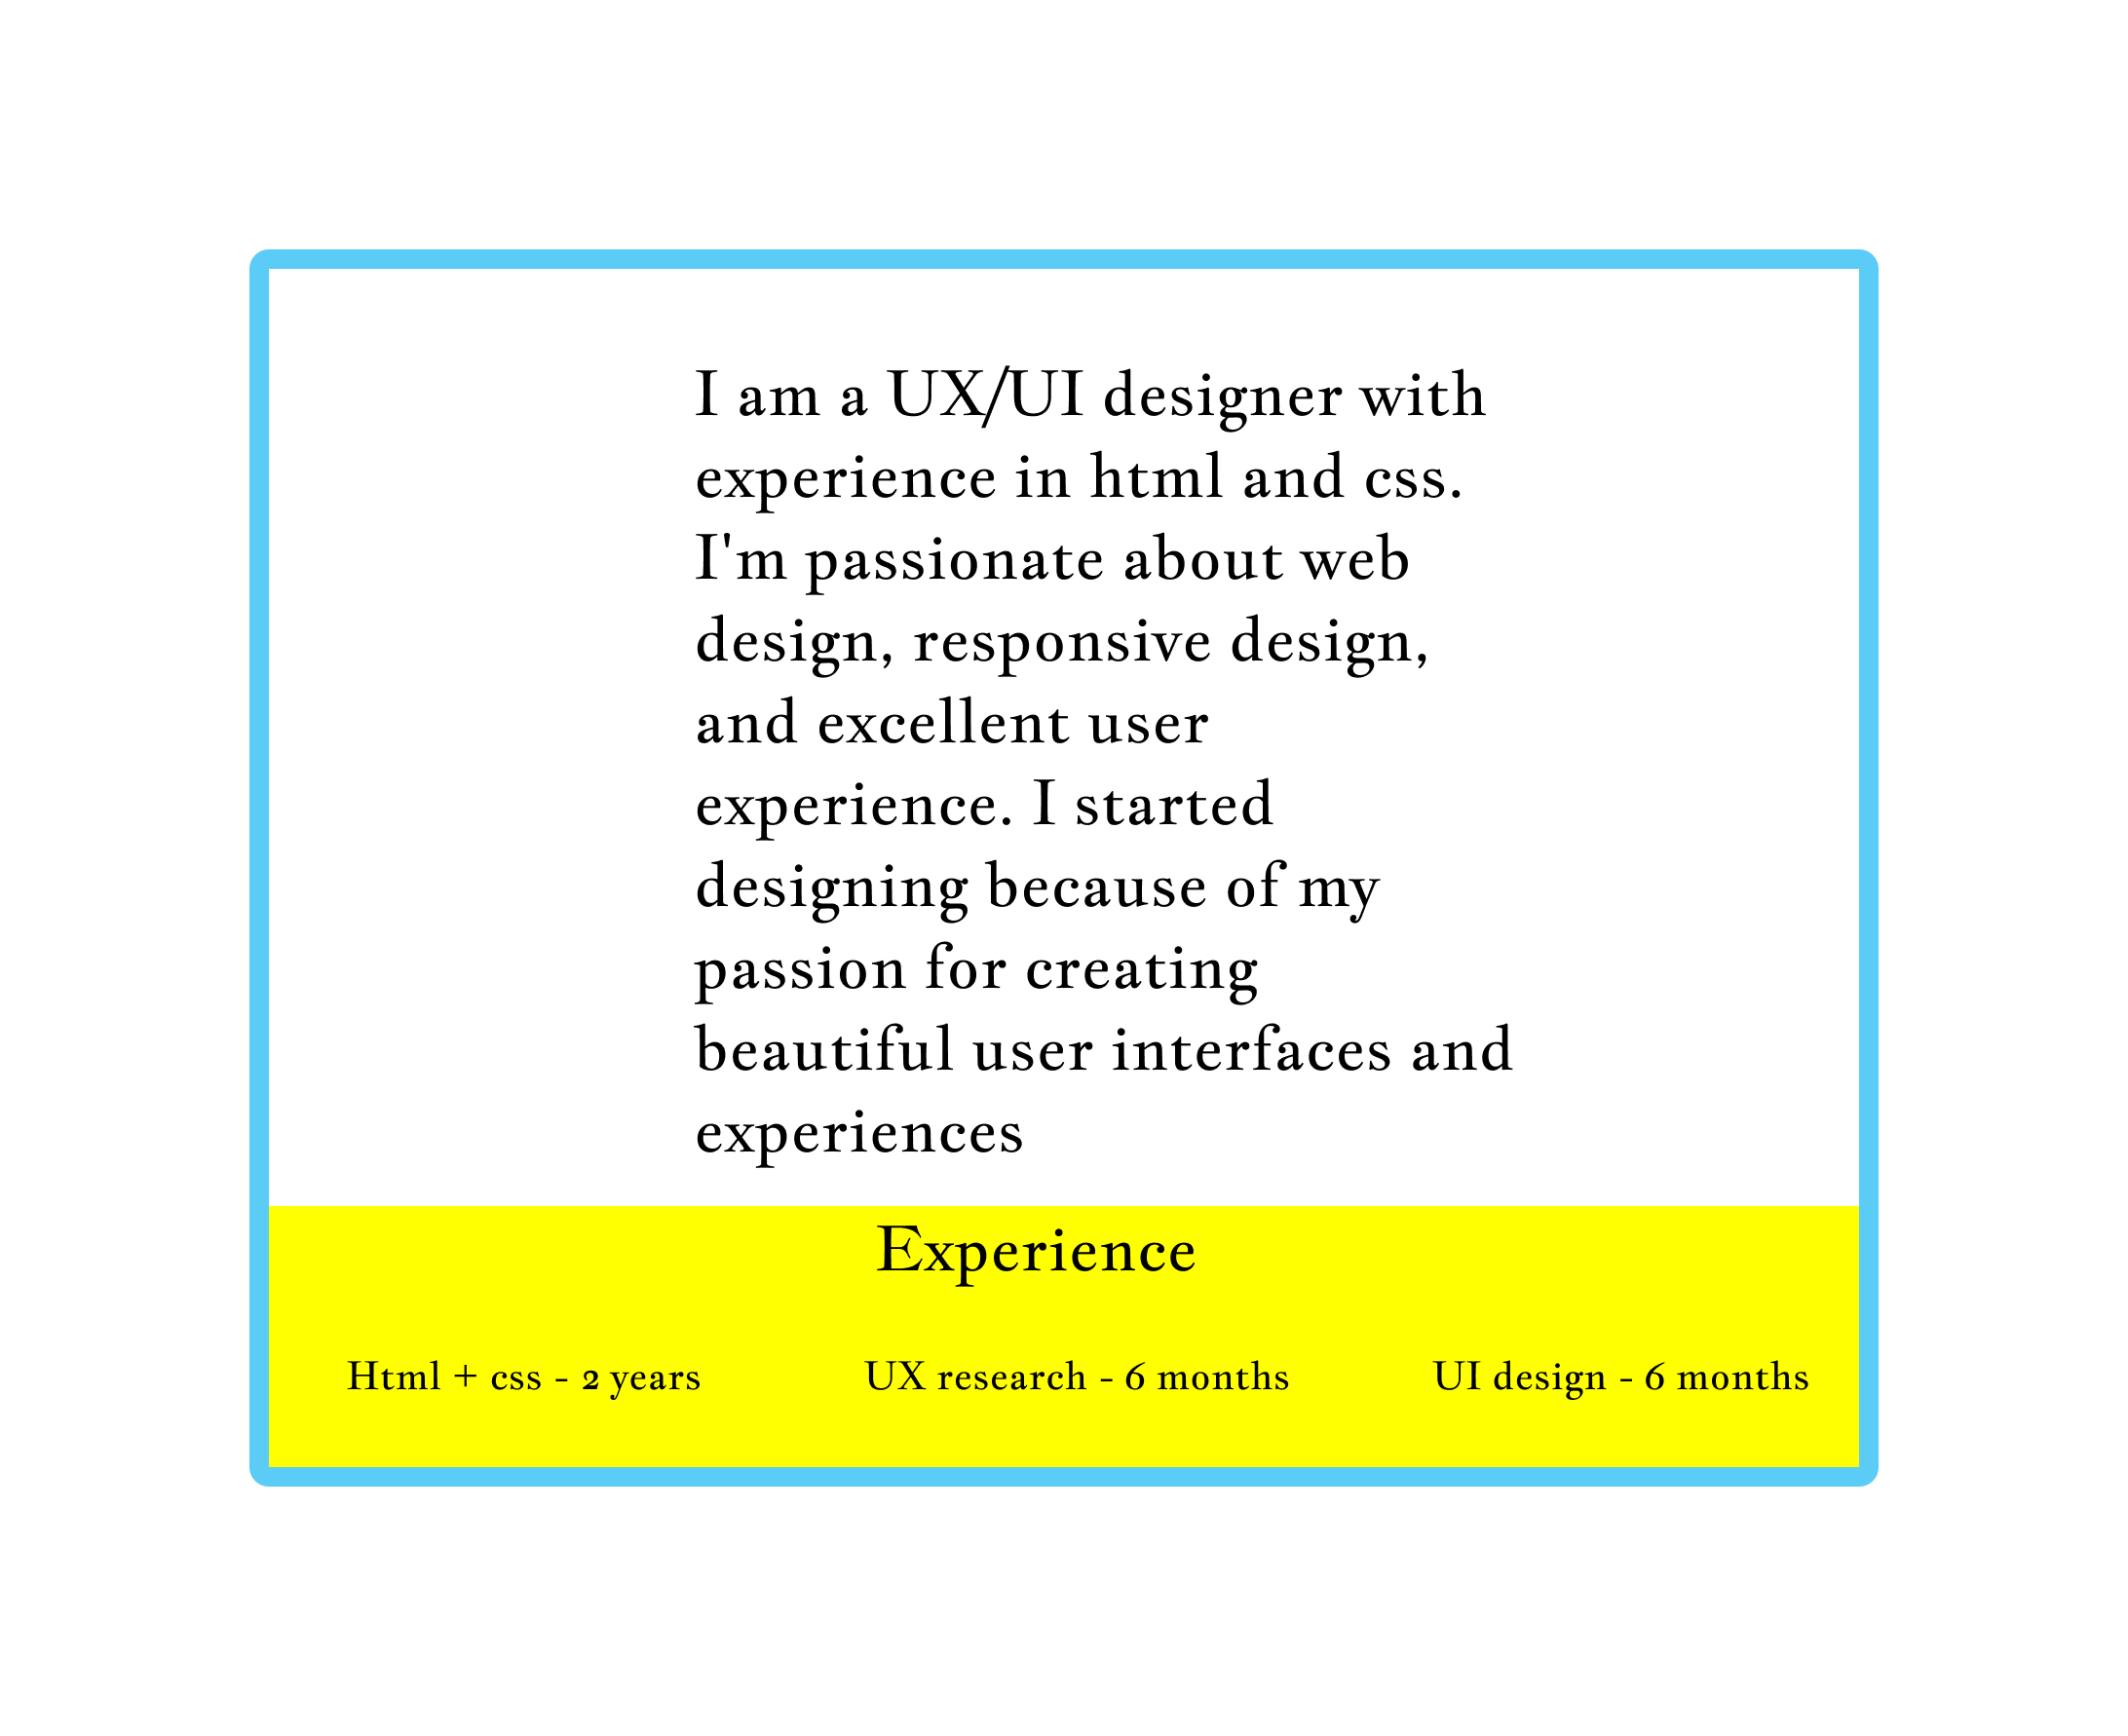 I am a UX/UI designer with
experience in html and css.
I'm passionate about web
design, responsive design,
and excellent user
experience. I started
designing because of my
passion for creating
beautiful user interfaces and
experiences
Experience
Html + css - 2 years
UX research - 6 months
UI design - 6 months